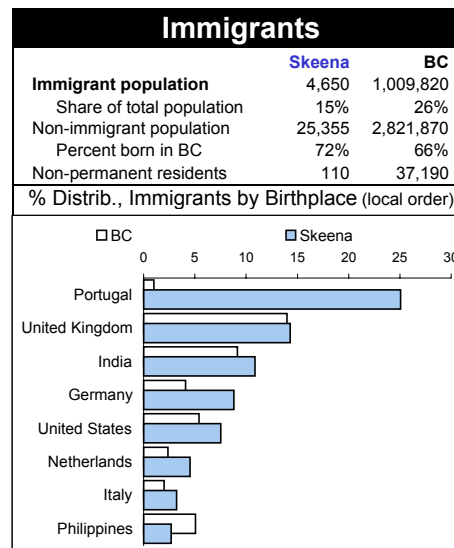 Immigrants
Skeena BC
Immigrant population 4,650 1,009,820
Share of total population 15% 26%
Non-immigrant population 25,355 2,821,870
Percent born in BC 72% 66%
Non-permanent residents 110 37,190
% Distrib., Immigrants by Birthplace (local order)
BC Skeena
0 5 10 15 20 25 30
Portugal
United Kingdom
India
Germany
United States
Netherlands
Italy
Philippines